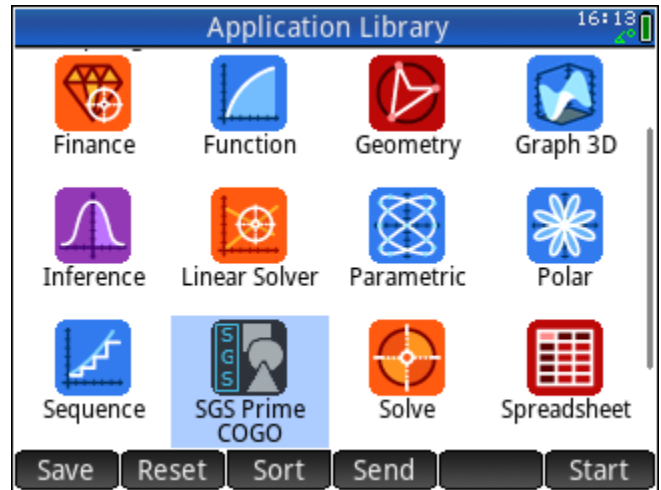 Application Library
16:13
Finance
Function
Geometry
Graph 3D
Inference
Linear Solver
Parametric
Polar
SGS
Sequence
SGS Prime
COGO
Solve
Spreadsheet
Save
Reset
Sort
Send
Start